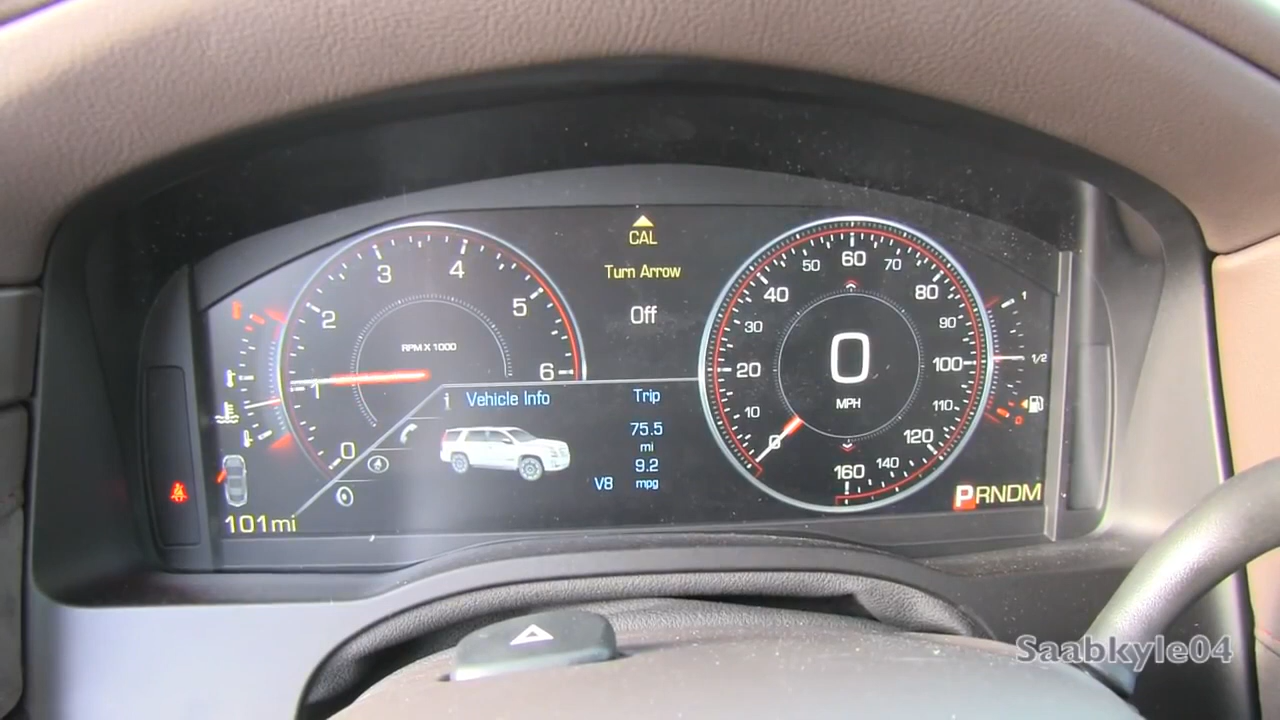 CAL
Turn Arrow
Off
0
1
2
3
4
5
6
RPM X 1000
i Vehicle Info
Trip
75.5
mi
9.2
V8 mpg
101mi
0
10
20
30
40
50
60
70
80
90
100
110
120
140
160
0
MPH
1
1/2
0
PRNDM
Saabkyle04